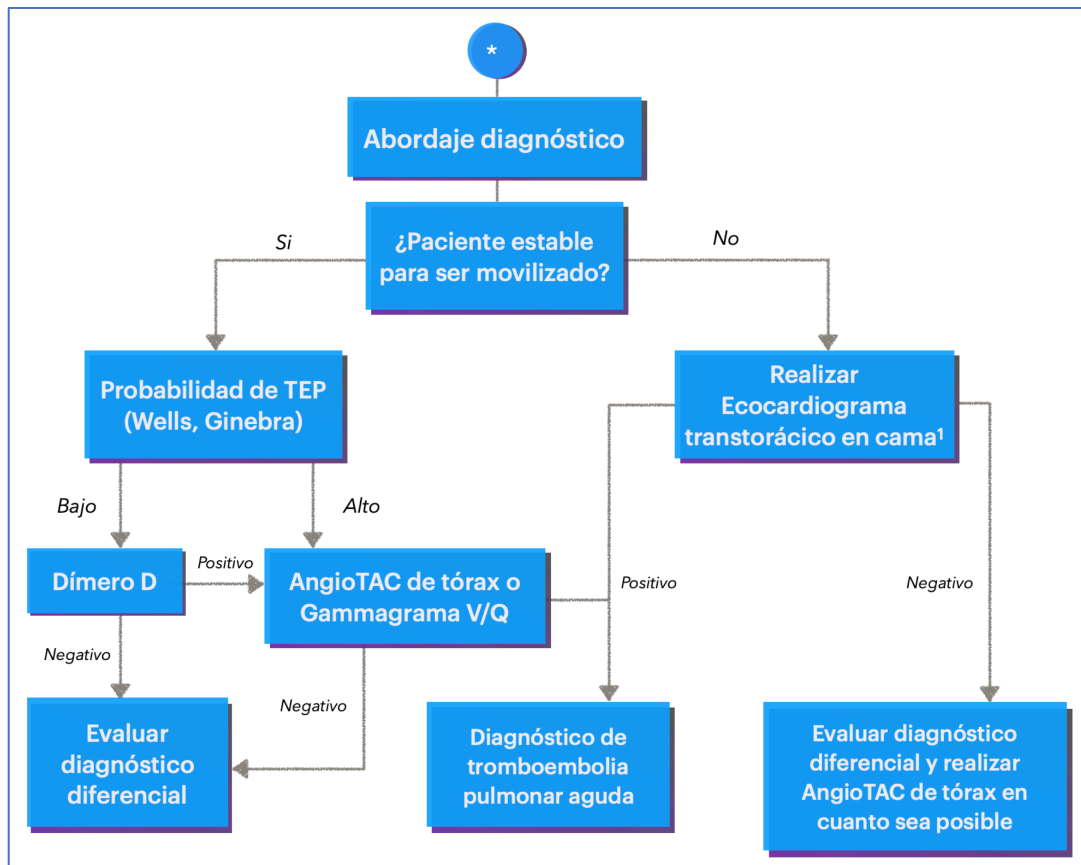 *
Abordaje diagnóstico
¿Paciente estable
para ser movilizado?
Si
No
Probabilidad de TEP
(Wells, Ginebra)
Realizar
Ecocardiograma
transtorácico en cama¹
Bajo
Alto
Dímero D
Positivo
AngioTAC de tórax o
Gammagrama V/Q
Positivo
Negativo
Negativo
Negativo
Evaluar
diagnóstico
diferencial
Diagnóstico de
tromboembolia
pulmonar aguda
Evaluar diagnóstico
diferencial y realizar
AngioTAC de tórax en
cuanto sea posible